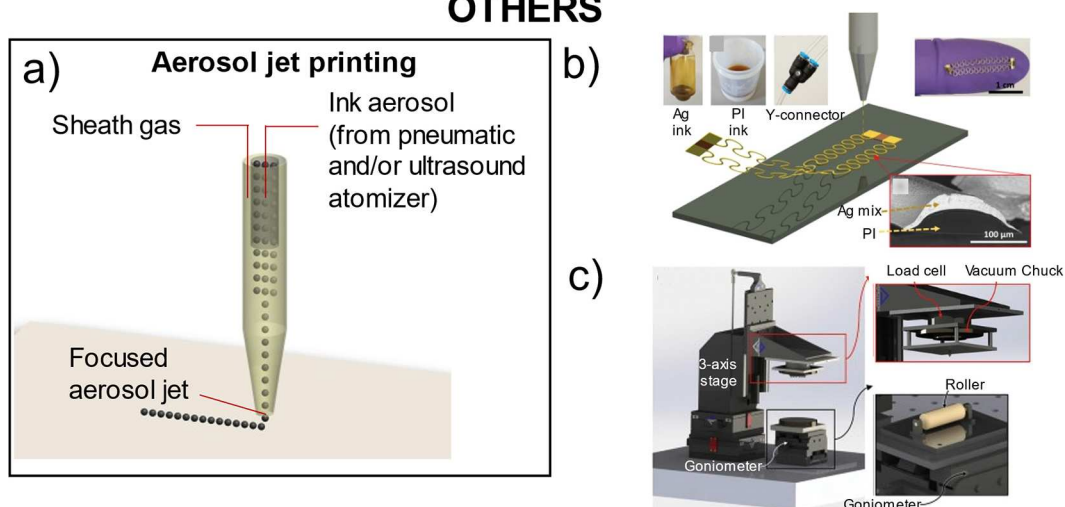 OTHERS
a)
Aerosol jet printing
Sheath gas
Ink aerosol
(from pneumatic
and/or ultrasound
atomizer)
Focused
aerosol jet
b)
Ag
ink
PI
ink
Y-connector
1 cm
Ag mix
PI
100 µm
c)
3-axis
stage
Goniometer
Load cell
Vacuum Chuck
Roller
Goniometer